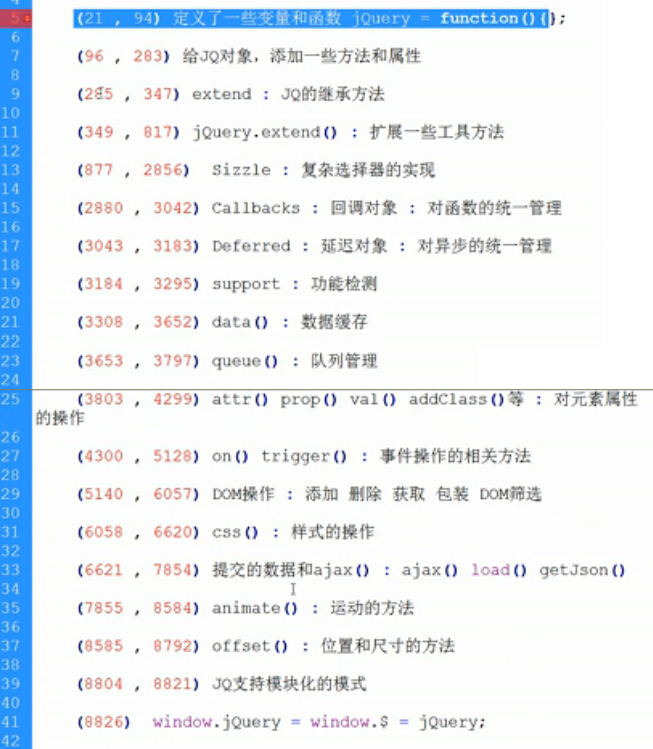 4
5 (21 , 94) 定义了一些变量和函数 jQuery = function(){};
6
7 (96 , 283) 给JQ对象，添加一些方法和属性
8
9 (285 , 347) extend : JQ的继承方法
10
11 (349 , 817) jQuery.extend() : 扩展一些工具方法
12
13 (877 , 2856) Sizzle : 复杂选择器的实现
14
15 (2880 , 3042) Callbacks : 回调对象 : 对函数的统一管理
16
17 (3043 , 3183) Deferred : 延迟对象 : 对异步的统一管理
18
19 (3184 , 3295) support : 功能检测
20
21 (3308 , 3652) data() : 数据缓存
22
23 (3653 , 3797) queue() : 队列管理
24
25 (3803 , 4299) attr() prop() val() addClass()等 : 对元素属性
的操作
26
27 (4300 , 5128) on() trigger() : 事件操作的相关方法
28
29 (5140 , 6057) DOM操作 : 添加 删除 获取 包装 DOM筛选
30
31 (6058 , 6620) css() : 样式的操作
32
33 (6621 , 7854) 提交的数据和ajax() : ajax() load() getJson()
34
35 (7855 , 8584) animate() : 运动的方法
36
37 (8585 , 8792) offset() : 位置和尺寸的方法
38
39 (8804 , 8821) JQ支持模块化的模式
40
41 (8826) window.jQuery = window.$ = jQuery;
42